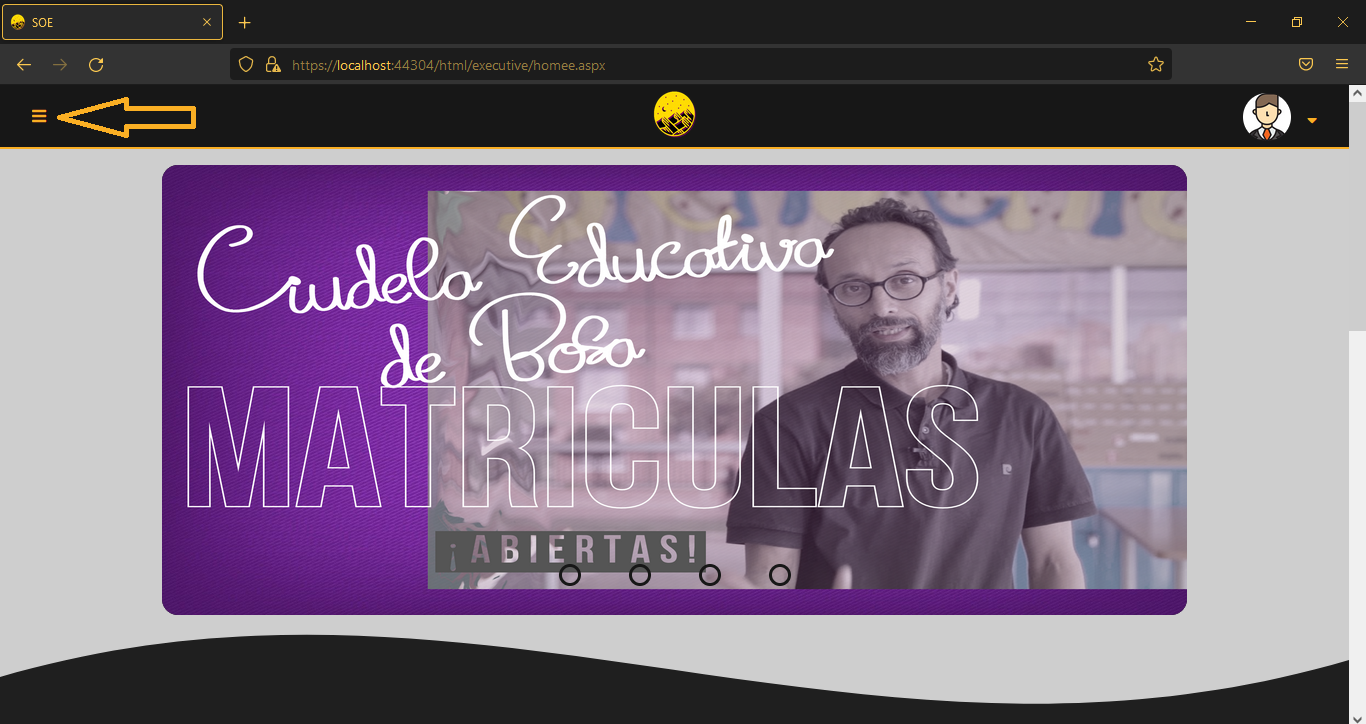 SOE
https://localhost:44304/html/executive/homee.aspx
Ciudela Educativa
de Bosa
MATRICULAS
¡ABIERTAS!